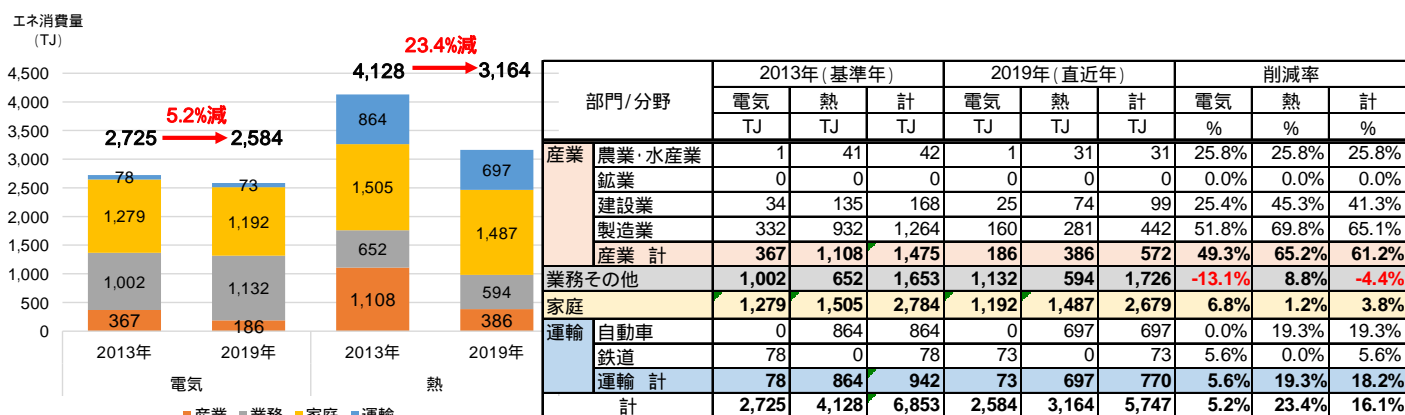 エネ消費量
(TJ)
23.4%減
4,128 3,164
5.2%減
2,725 2,584
4,500
4,000
3,500
3,000
2,500
2,000
1,500
1,000
500
0
78
1,279
1,002
367
73
1,192
1,132
186
864
1,505
652
1,108
697
1,487
594
386
2013年 2019年 2013年 2019年
電気 熱
産業 業務 家庭 運輸
部門/分野 2013年(基準年) 2019年(直近年) 削減率
電気 熱 計 電気 熱 計 電気 熱 計
TJ TJ TJ TJ TJ TJ % % %
産業 農業・水産業 1 41 42 1 31 31 25.8% 25.8% 25.8%
鉱業 0 0 0 0 0 0 0.0% 0.0% 0.0%
建設業 34 135 168 25 74 99 25.4% 45.3% 41.3%
製造業 332 932 1,264 160 281 442 51.8% 69.8% 65.1%
産業 計 367 1,108 1,475 186 386 572 49.3% 65.2% 61.2%
業務その他 1,002 652 1,653 1,132 594 1,726 -13.1% 8.8% -4.4%
家庭 1,279 1,505 2,784 1,192 1,487 2,679 6.8% 1.2% 3.8%
運輸 自動車 0 864 864 0 697 697 0.0% 19.3% 19.3%
鉄道 78 0 78 73 0 73 5.6% 0.0% 5.6%
運輸 計 78 864 942 73 697 770 5.6% 19.3% 18.2%
計 2,725 4,128 6,853 2,584 3,164 5,747 5.2% 23.4% 16.1%